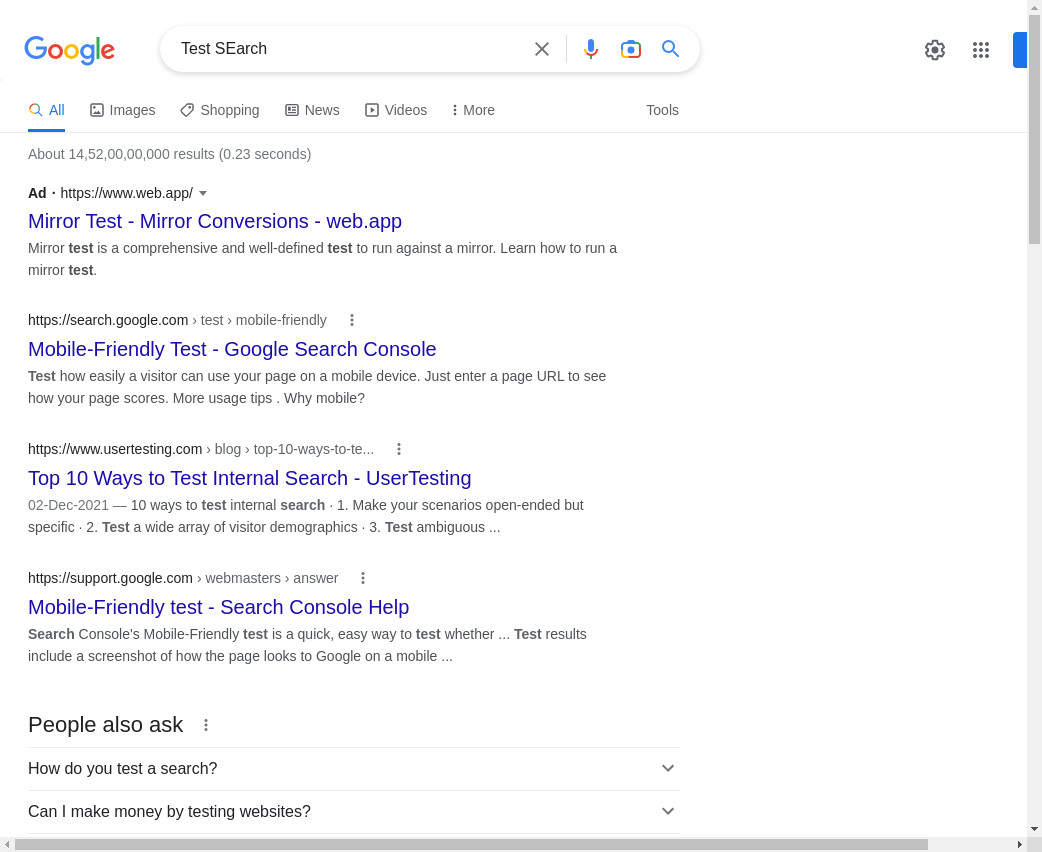 Google
Test SEarch
All
Images
Shopping
News
Videos
More
Tools
About 14,52,00,00,000 results (0.23 seconds)
Ad · https://www.web.app/
Mirror Test - Mirror Conversions - web.app
Mirror test is a comprehensive and well-defined test to run against a mirror. Learn how to run a
mirror test.
https://search.google.com › test › mobile-friendly
Mobile-Friendly Test - Google Search Console
Test how easily a visitor can use your page on a mobile device. Just enter a page URL to see
how your page scores. More usage tips . Why mobile?
https://www.usertesting.com › blog › top-10-ways-to-te...
Top 10 Ways to Test Internal Search - UserTesting
02-Dec-2021 — 10 ways to test internal search · 1. Make your scenarios open-ended but
specific · 2. Test a wide array of visitor demographics · 3. Test ambiguous ...
https://support.google.com › webmasters › answer
Mobile-Friendly test - Search Console Help
Search Console's Mobile-Friendly test is a quick, easy way to test whether ... Test results
include a screenshot of how the page looks to Google on a mobile ...
People also ask
How do you test a search?
Can I make money by testing websites?